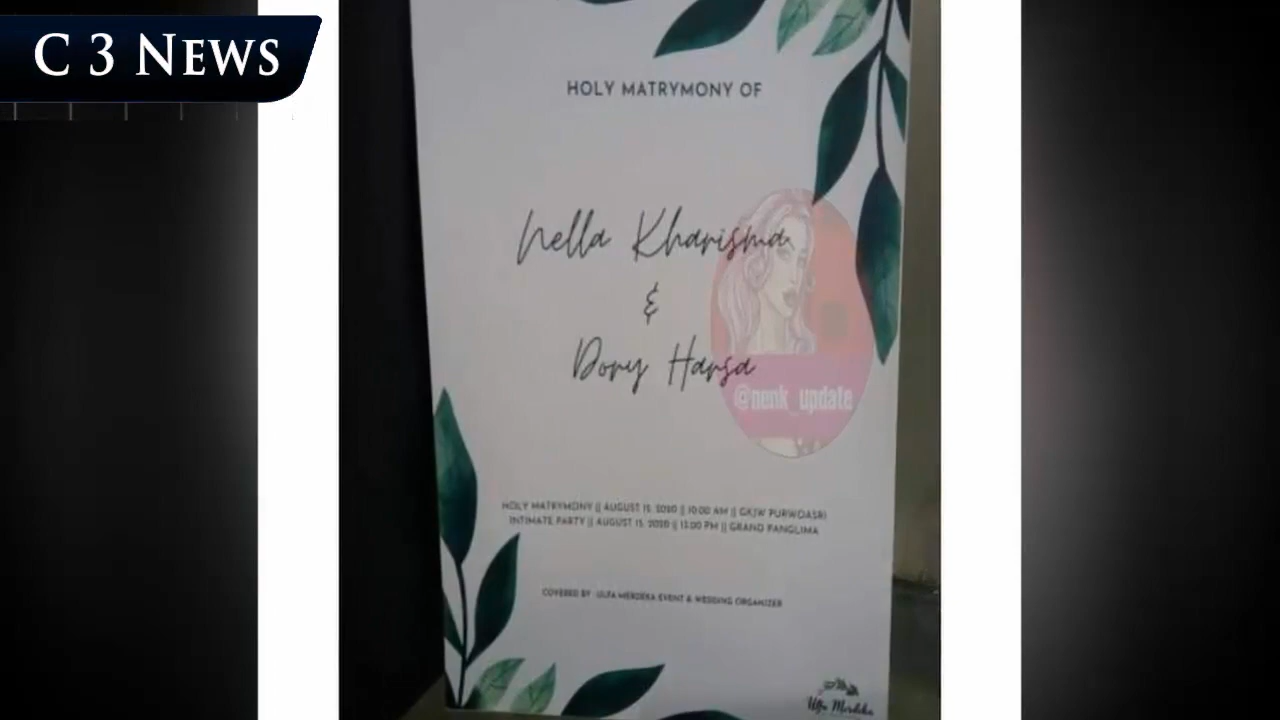 C 3 NEWS
HOLY MATRYMONY OF
Nella Kharisma
&
Dory Harsa
@nenk_update
HOLY MATRYMONY || AUGUST 15, 2020 || 10:00 AM || GKJW PURWOASRI
INTIMATE PARTY || AUGUST 15, 2020 || 13:00 PM || GRAND PANGLIMA
COVERED BY : ULFA MERDEKA EVENT & WEDDING ORGANIZER
Ulfa Merdeka